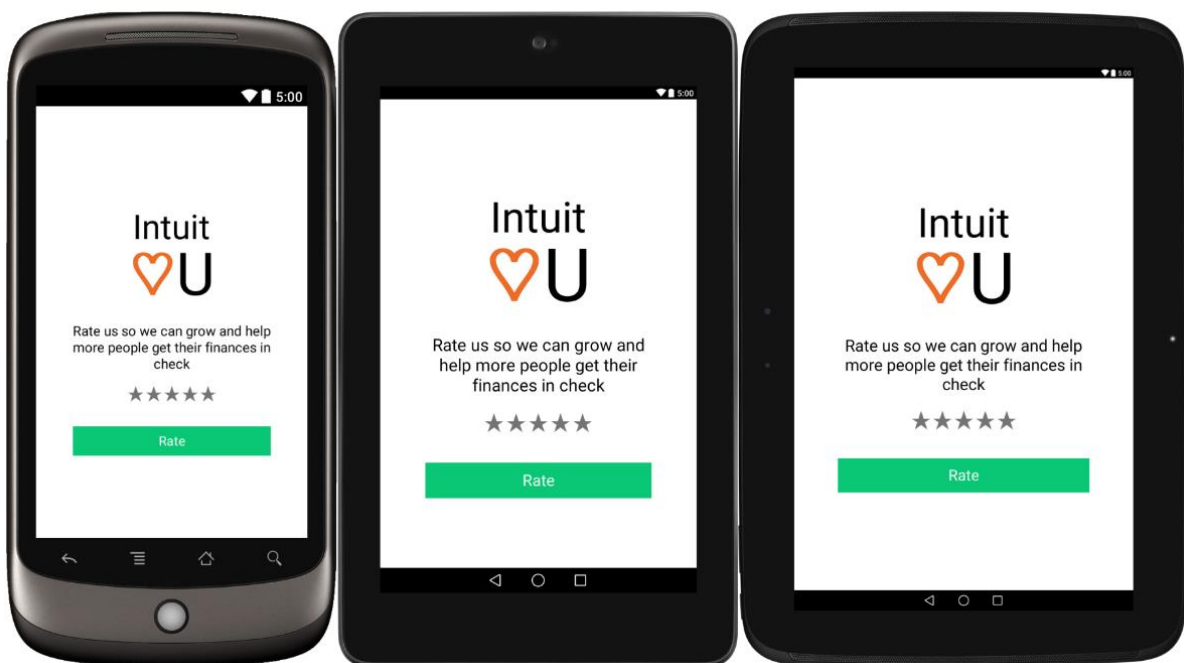 5:00
Intuit
♡U
Rate us so we can grow and help
more people get their finances in
check
★★★★★
Rate
5:00
Intuit
♡U
Rate us so we can grow and
help more people get their
finances in check
★★★★★
Rate
5:00
Intuit
♡U
Rate us so we can grow and help
more people get their finances in
check
★★★★★
Rate